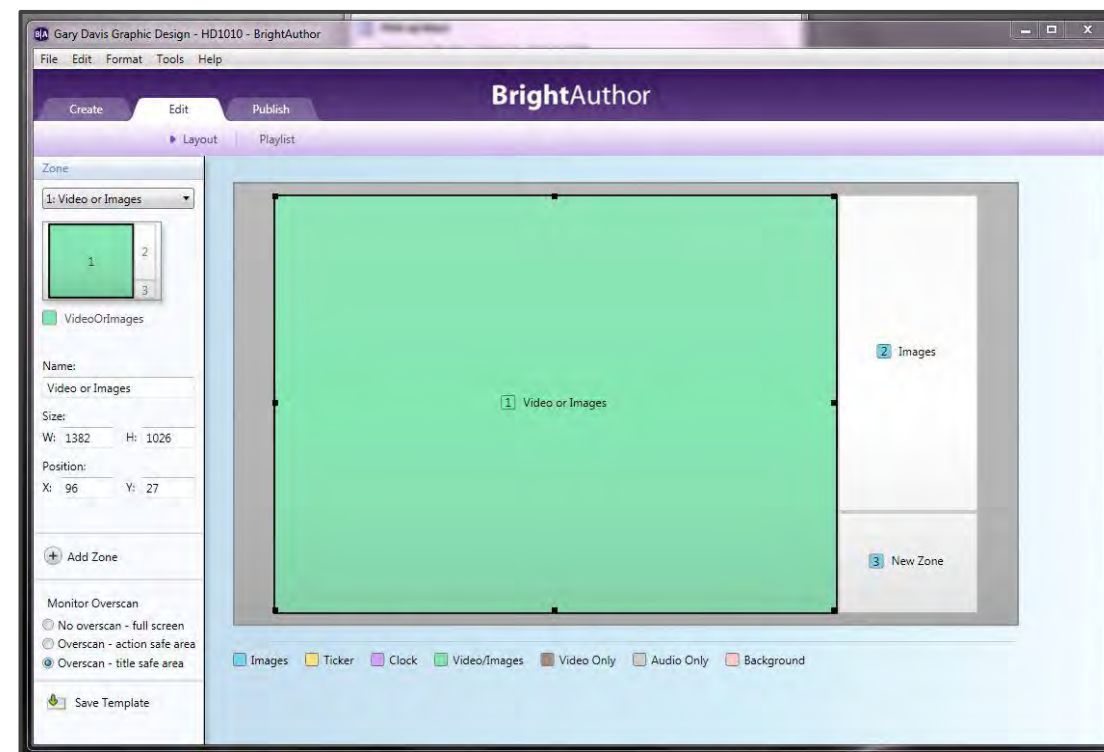 B|A Gary Davis Graphic Design - HD1010 - BrightAuthor
File Edit Format Tools Help
BrightAuthor
Create Edit Publish
Layout Playlist
Zone
1: Video or Images
1
2
3
VideoOrImages
Name:
Video or Images
Size:
W: 1382 H: 1026
Position:
X: 96 Y: 27
Add Zone
Monitor Overscan
No overscan - full screen
Overscan - action safe area
Overscan - title safe area
Save Template
1 Video or Images
2 Images
3 New Zone
Images Ticker Clock Video/Images Video Only Audio Only Background